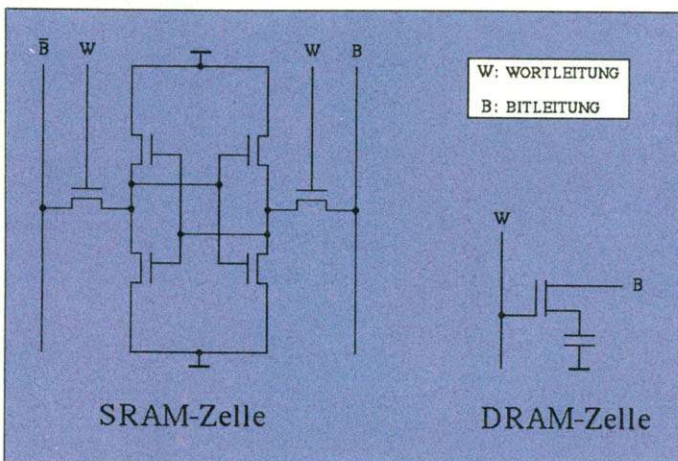 B̅ W W B
W: WORTLEITUNG
B: BITLEITUNG
W
B
SRAM-Zelle
DRAM-Zelle